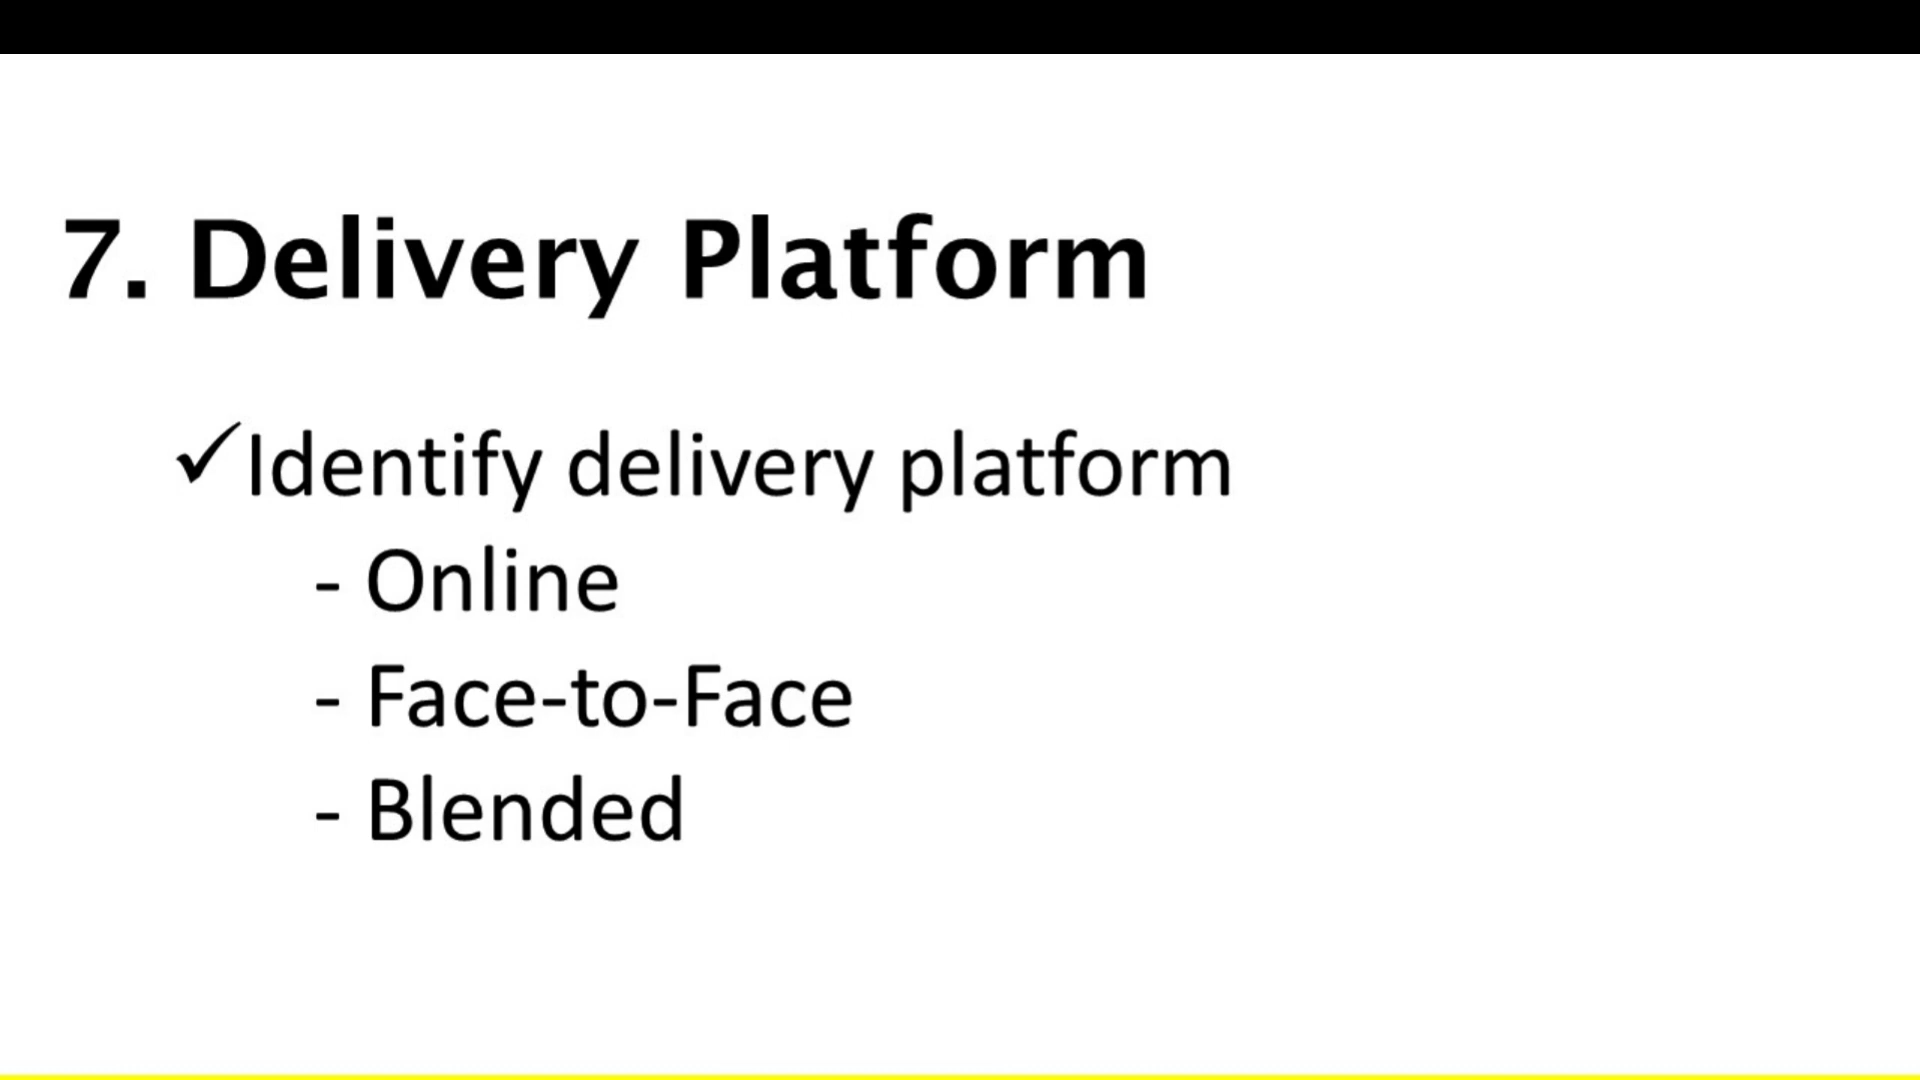 7. Delivery Platform
✓Identify delivery platform
- Online
- Face-to-Face
- Blended